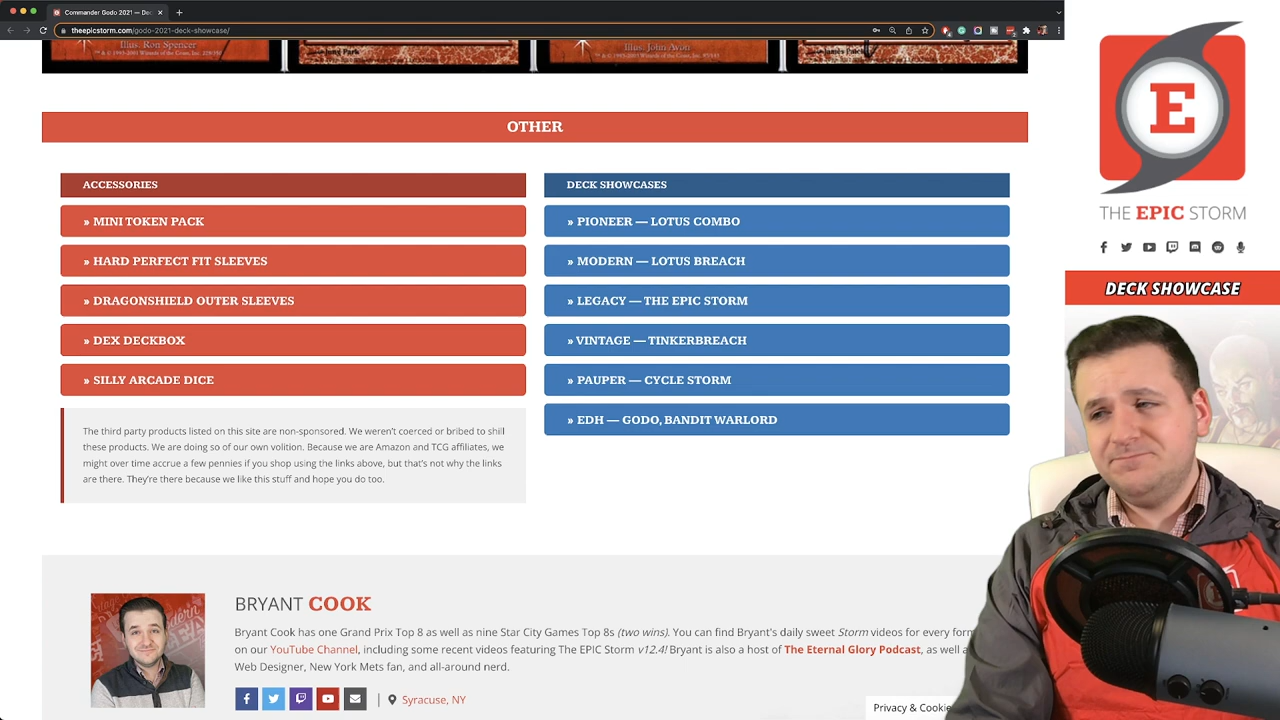 Commander Godo 2021 — Dec
theepicstorm.com/godo-2021-deck-showcase/
Illus. Ron Spencer
Illus. John Avon
OTHER
ACCESSORIES
» MINI TOKEN PACK
» HARD PERFECT FIT SLEEVES
» DRAGONSHIELD OUTER SLEEVES
» DEX DECKBOX
» SILLY ARCADE DICE
The third party products listed on this site are non-sponsored. We weren't coerced or bribed to shill
these products. We are doing so of our own volition. Because we are Amazon and TCG affiliates, we
might over time accrue a few pennies if you shop using the links above, but that's not why the links
are there. They're there because we like this stuff and hope you do too.
DECK SHOWCASES
» PIONEER — LOTUS COMBO
» MODERN — LOTUS BREACH
» LEGACY — THE EPIC STORM
» VINTAGE — TINKERBREACH
» PAUPER — CYCLE STORM
» EDH — GODO, BANDIT WARLORD
BRYANT COOK
Bryant Cook has one Grand Prix Top 8 as well as nine Star City Games Top 8s (two wins). You can find Bryant's daily sweet Storm videos for every form
on our YouTube Channel, including some recent videos featuring The EPIC Storm v12.4! Bryant is also a host of The Eternal Glory Podcast, as well a
Web Designer, New York Mets fan, and all-around nerd.
| Syracuse, NY
Privacy & Cookie
E
THE EPIC STORM
DECK SHOWCASE